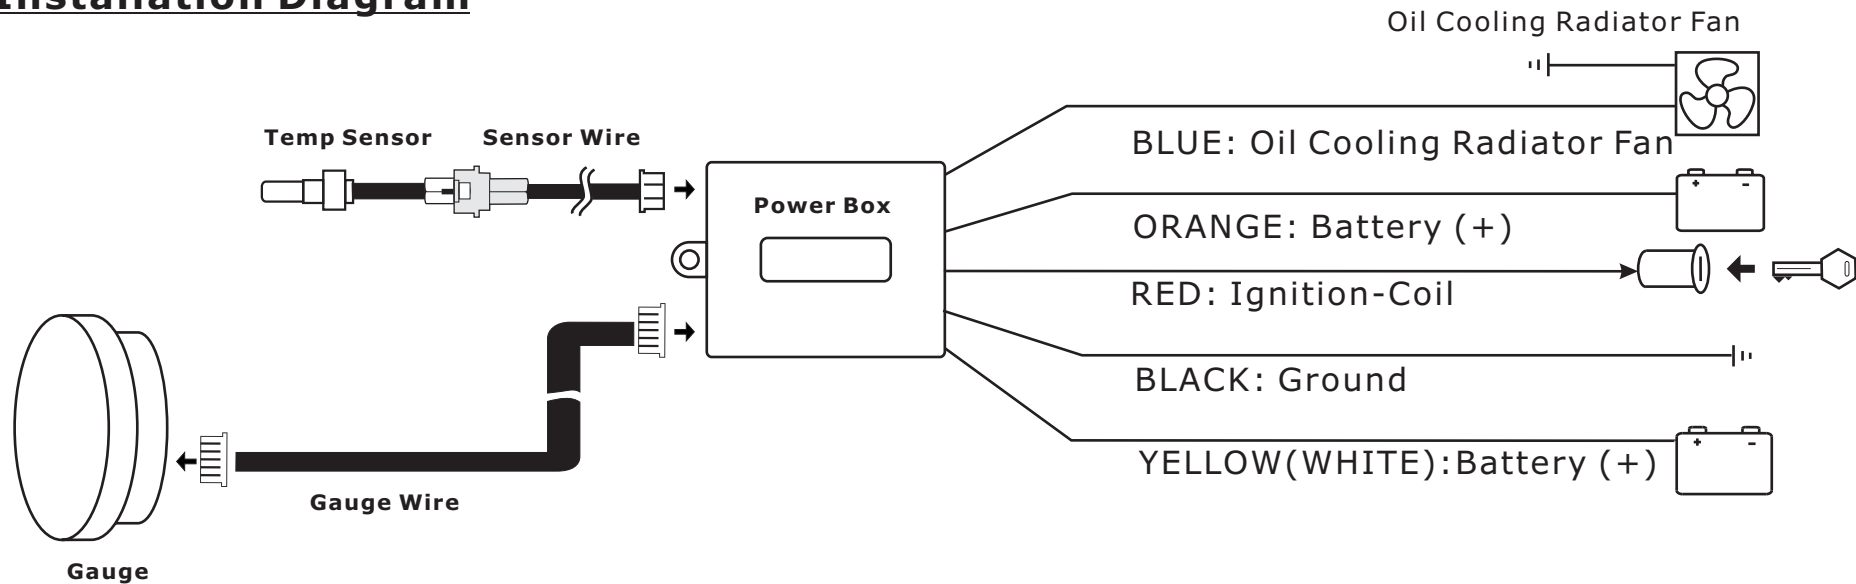 Installation Diagram
Oil Cooling Radiator Fan
Temp Sensor
Sensor Wire
BLUE: Oil Cooling Radiator Fan
Power Box
+ -
ORANGE: Battery (+)
RED: Ignition-Coil
BLACK: Ground
+ -
YELLOW(WHITE):Battery (+)
Gauge Wire
Gauge